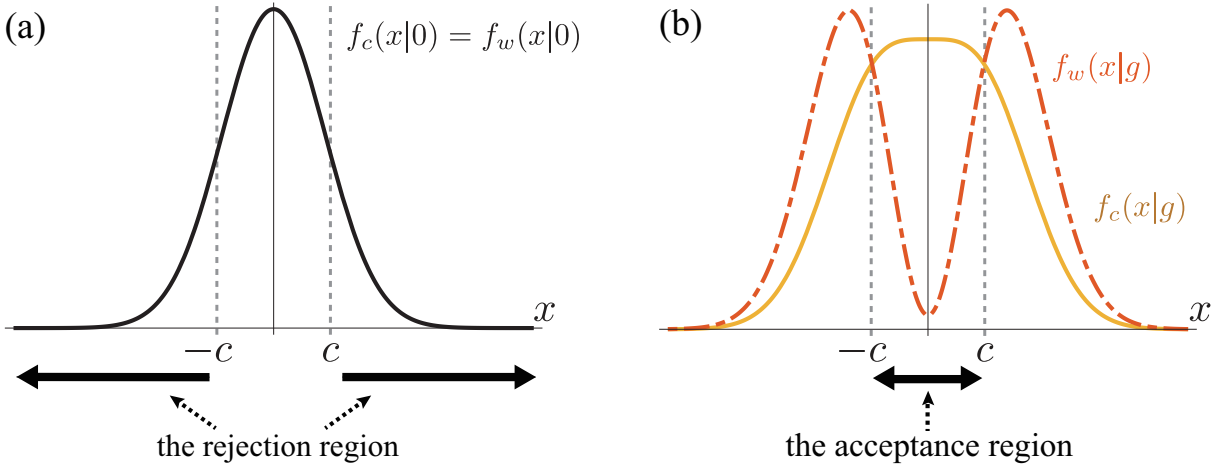 (a)
f_c(x|0) = f_w(x|0)
x
−c
c
the rejection region
(b)
f_w(x|g)
f_c(x|g)
x
−c
c
the acceptance region